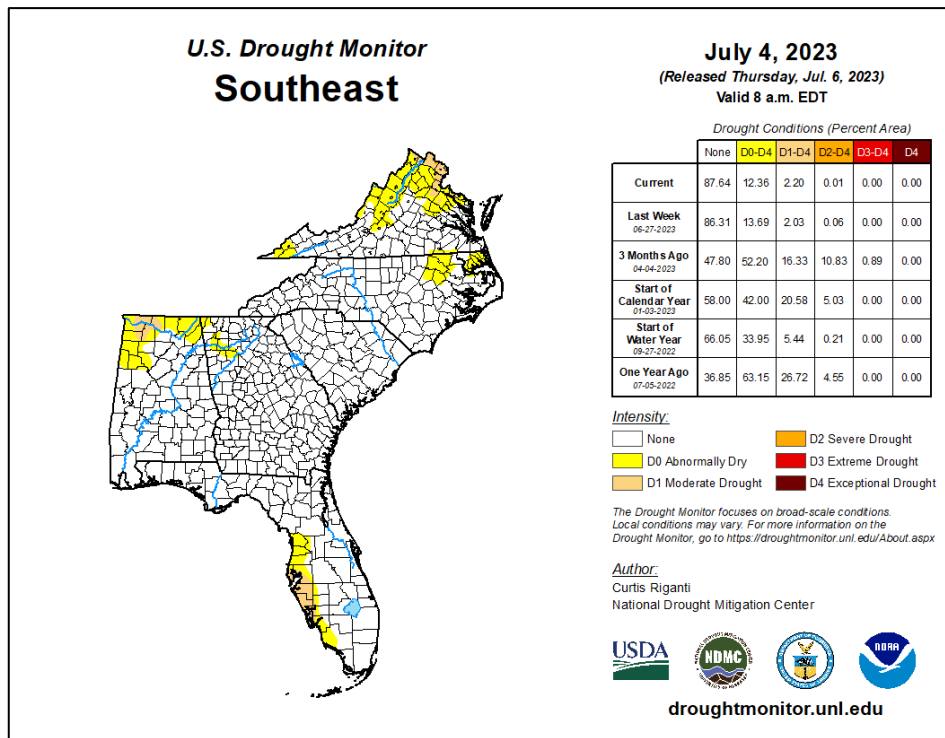 U.S. Drought Monitor
Southeast
July 4, 2023
(Released Thursday, Jul. 6, 2023)
Valid 8 a.m. EDT
Drought Conditions (Percent Area)
None D0-D4 D1-D4 D2-D4 D3-D4 D4
Current 87.64 12.36 2.20 0.01 0.00 0.00
Last Week 86.31 13.69 2.03 0.06 0.00 0.00
06-27-2023
3 Months Ago 47.80 52.20 16.33 10.83 0.89 0.00
04-04-2023
Start of
Calendar Year 58.00 42.00 20.58 5.03 0.00 0.00
01-03-2023
Start of
Water Year 66.05 33.95 5.44 0.21 0.00 0.00
09-27-2022
One Year Ago 36.85 63.15 26.72 4.55 0.00 0.00
07-05-2022
Intensity:
None
D0 Abnormally Dry
D1 Moderate Drought
D2 Severe Drought
D3 Extreme Drought
D4 Exceptional Drought
The Drought Monitor focuses on broad-scale conditions.
Local conditions may vary. For more information on the
Drought Monitor, go to https://droughtmonitor.unl.edu/About.aspx
Author:
Curtis Riganti
National Drought Mitigation Center
USDA
NDMC
NOAA
droughtmonitor.unl.edu